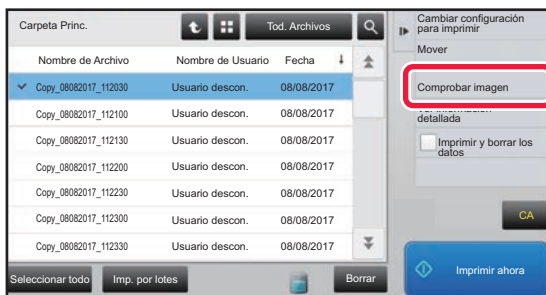 Carpeta Princ.
Tod. Archivos
Nombre de Archivo Nombre de Usuario Fecha
Copy_08082017_112030 Usuario descon. 08/08/2017
Copy_08082017_112100 Usuario descon. 08/08/2017
Copy_08082017_112130 Usuario descon. 08/08/2017
Copy_08082017_112200 Usuario descon. 08/08/2017
Copy_08082017_112230 Usuario descon. 08/08/2017
Copy_08082017_112300 Usuario descon. 08/08/2017
Copy_08082017_112330 Usuario descon. 08/08/2017
Seleccionar todo Imp. por lotes Borrar
Cambiar configuración
para imprimir
Mover
Comprobar imagen
Ver información
detallada
Imprimir y borrar los
datos
CA
Imprimir ahora